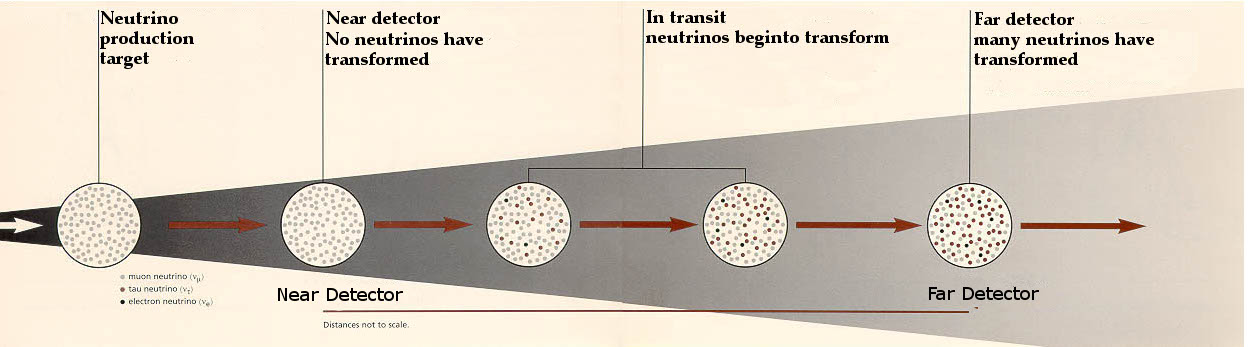 Neutrino
production
target
Near detector
No neutrinos have
transformed
In transit
neutrinos beginto transform
Far detector
many neutrinos have
transformed
muon neutrino (νμ)
tau neutrino (ντ)
electron neutrino (νe)
Near Detector
Far Detector
Distances not to scale.